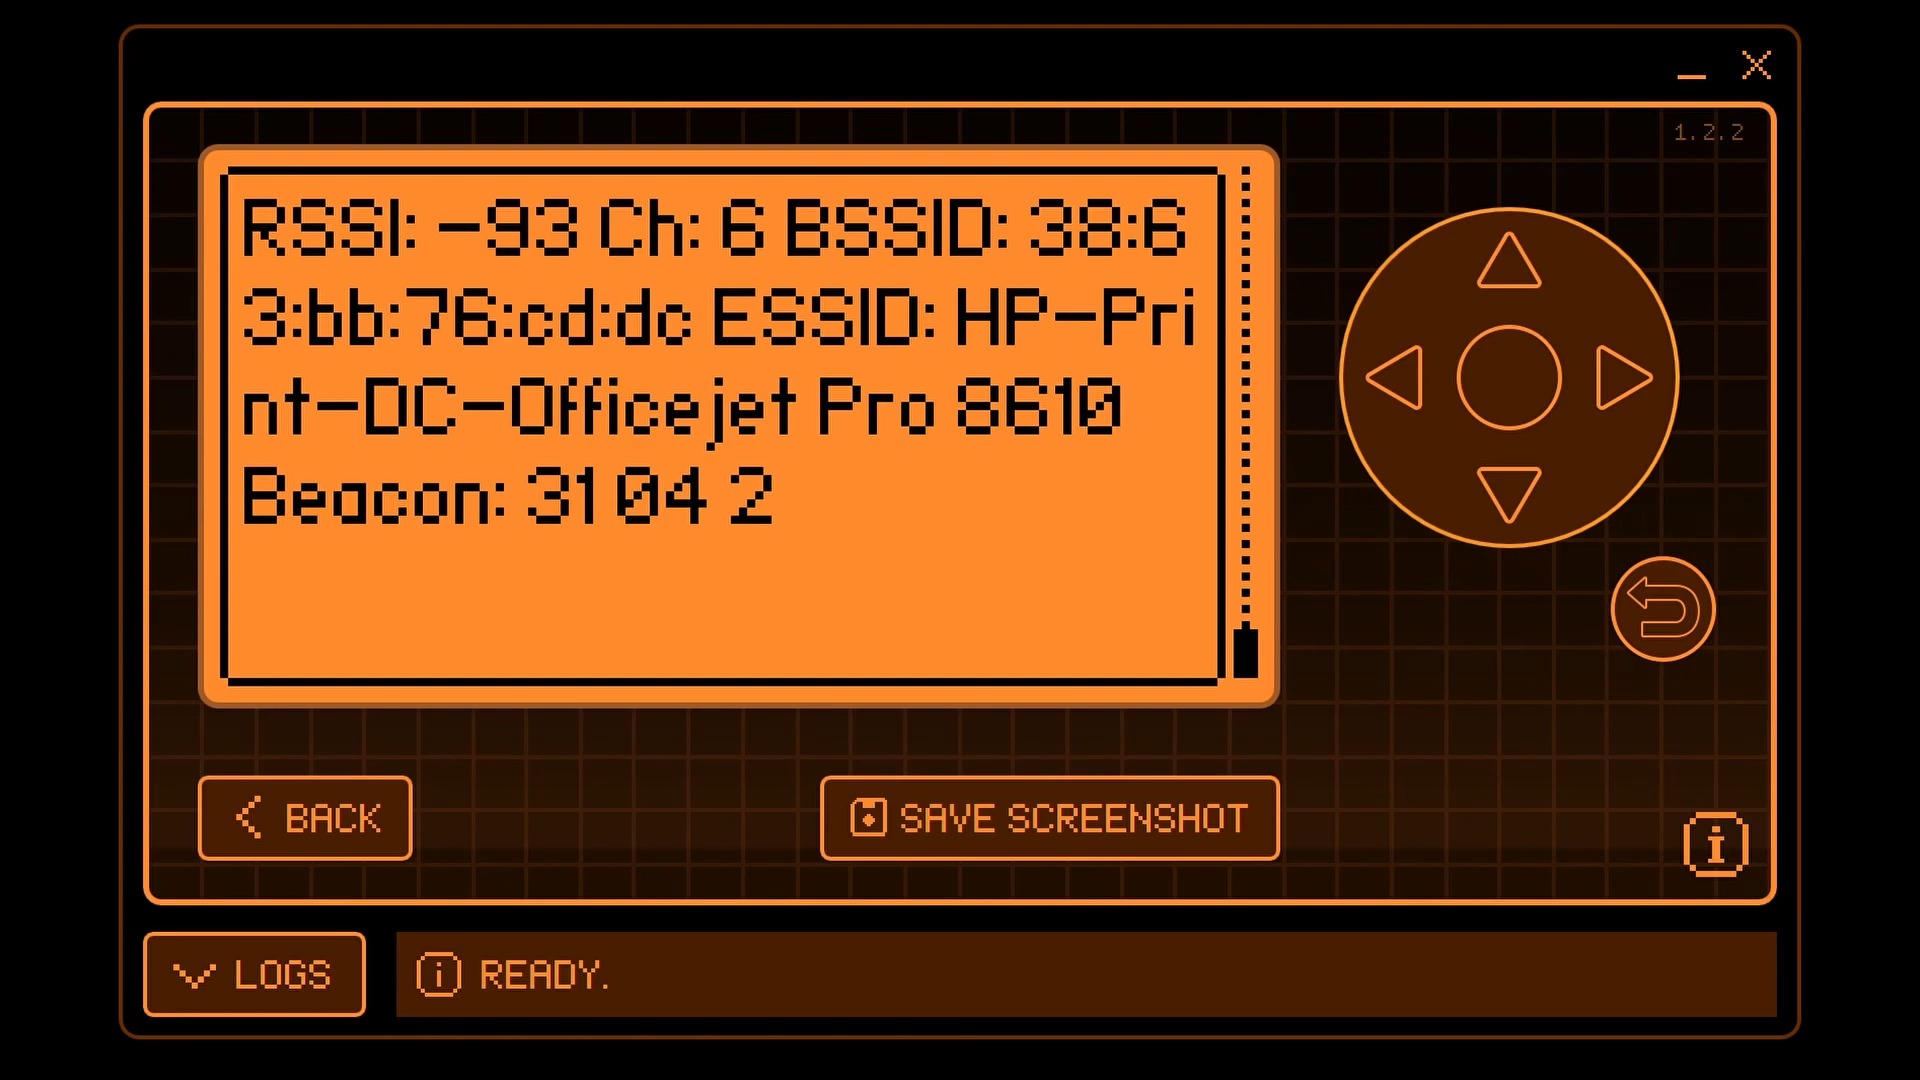 1.2.2
RSSI: -93 Ch: 6 BSSID: 38:6
3:bb:76:cd:dc ESSID: HP-Pri
nt-DC-Officejet Pro 8610
Beacon: 31 04 2
BACK
SAVE SCREENSHOT
LOGS
READY.